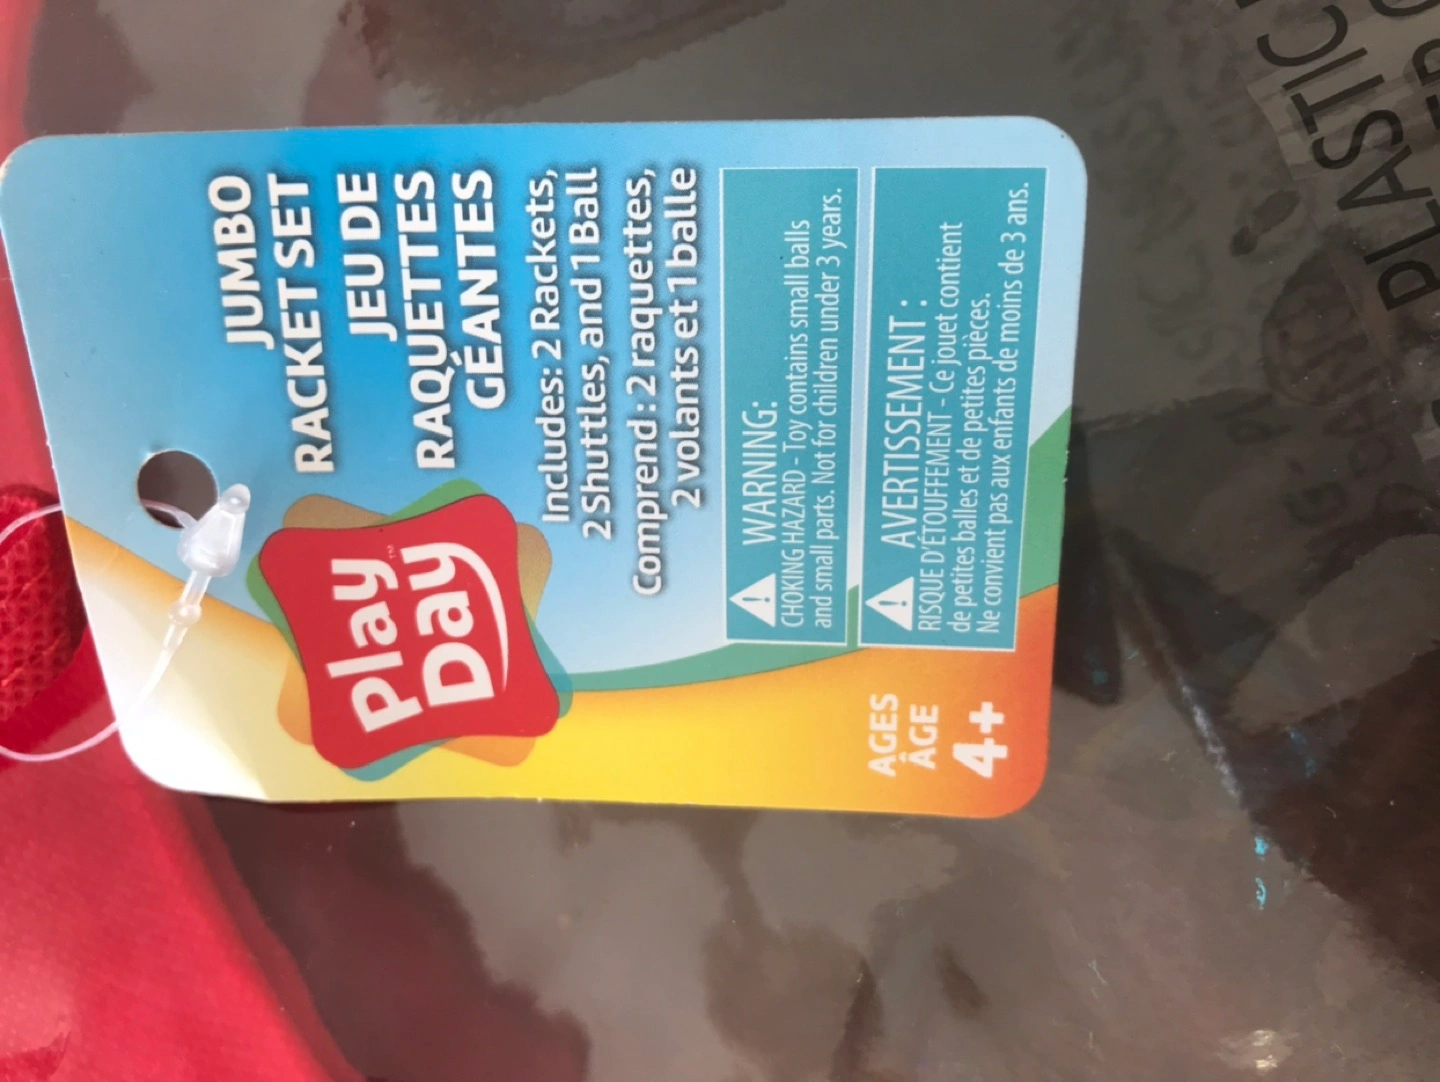 JUMBO
RACKET SET
JEU DE
RAQUETTES
GÉANTES
Play
Day™
Includes: 2 Rackets,
2 Shuttles, and 1 Ball
Comprend : 2 raquettes,
2 volants et 1 balle
WARNING:
CHOKING HAZARD - Toy contains small balls
and small parts. Not for children under 3 years.
AVERTISSEMENT :
RISQUE D'ÉTOUFFEMENT - Ce jouet contient
de petites balles et de petites pièces.
Ne convient pas aux enfants de moins de 3 ans.
AGES
ÂGE
4+
PLASTIC
PLAST